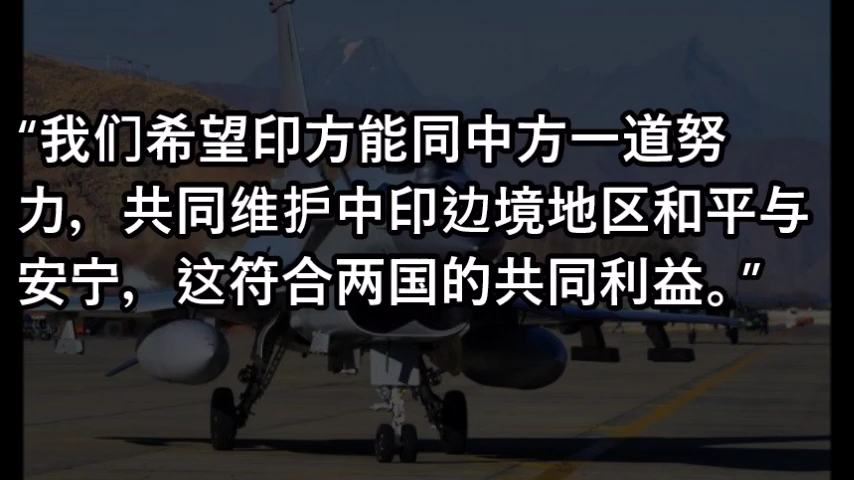 “我们希望印方能同中方一道努
力，共同维护中印边境地区和平与
安宁，这符合两国的共同利益。”